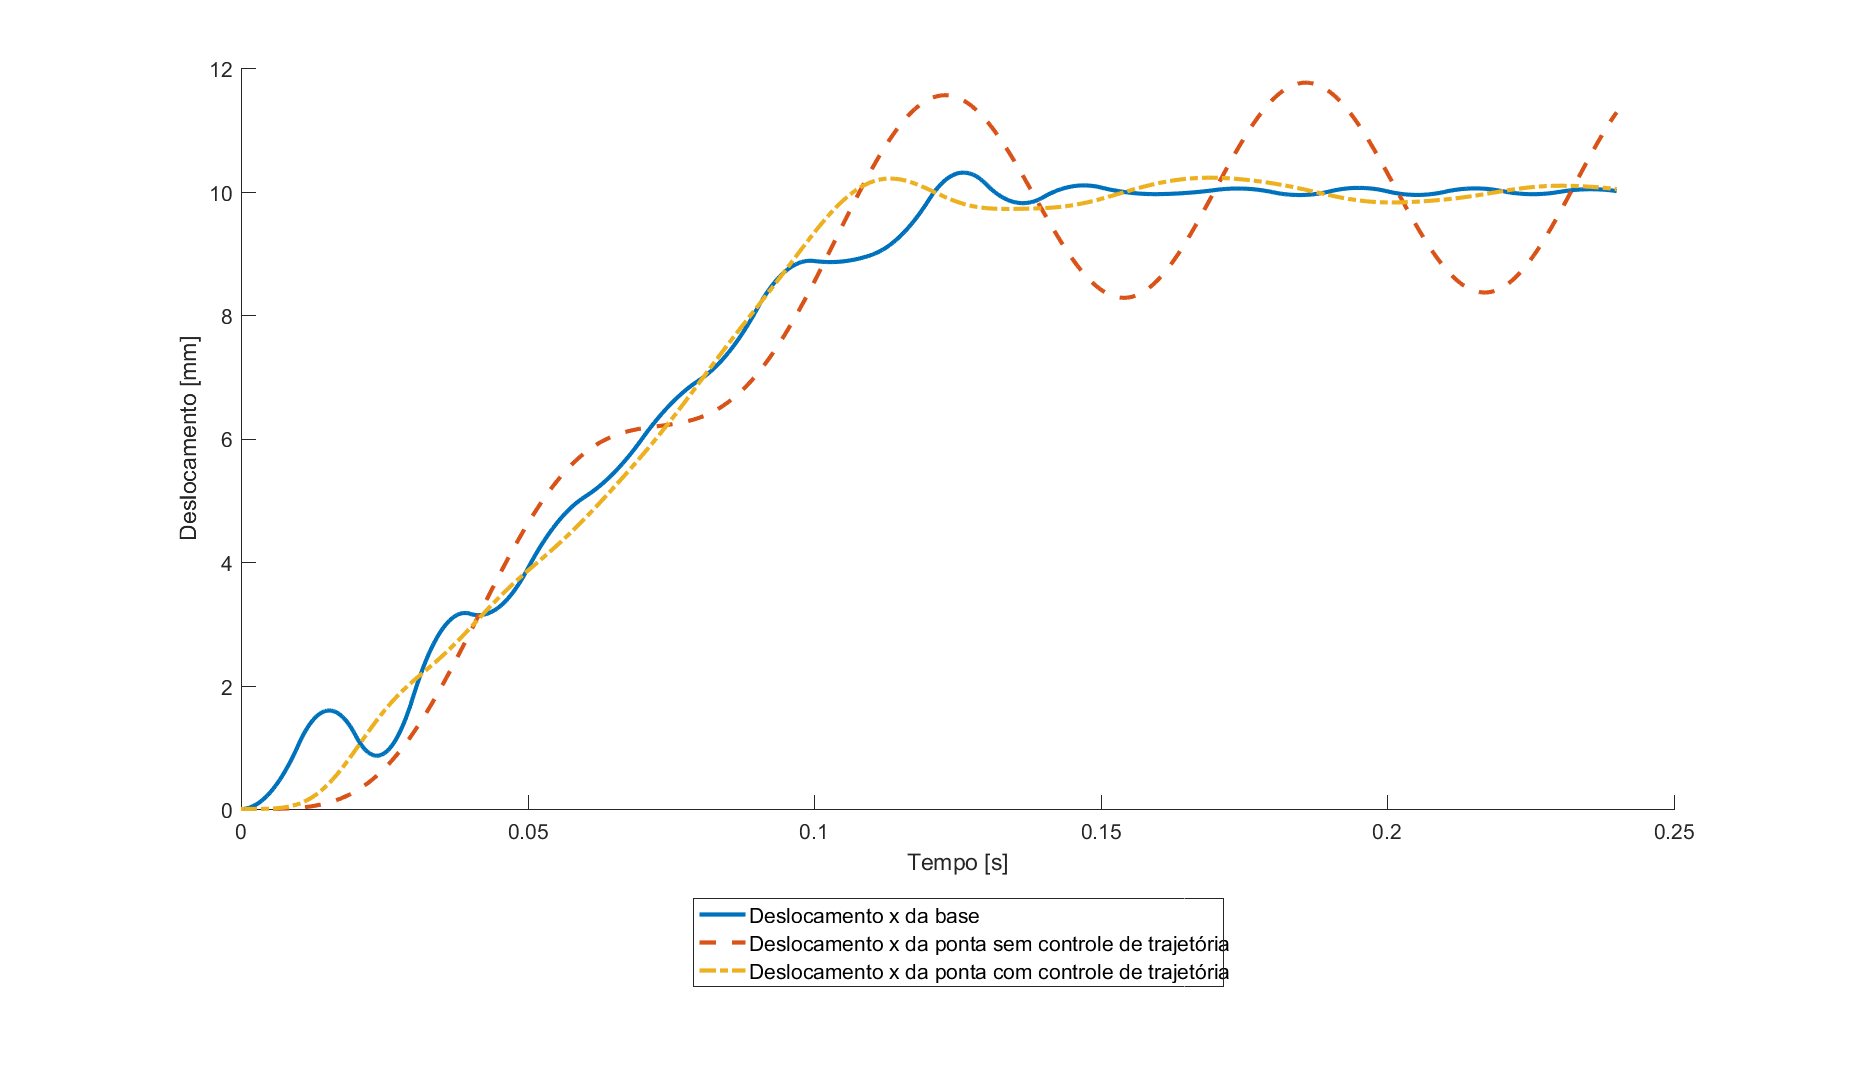 12
10
8
6
4
2
0
Deslocamento [mm]
0 0.05 0.1 0.15 0.2 0.25
Tempo [s]
Deslocamento x da base
Deslocamento x da ponta sem controle de trajetória
Deslocamento x da ponta com controle de trajetória